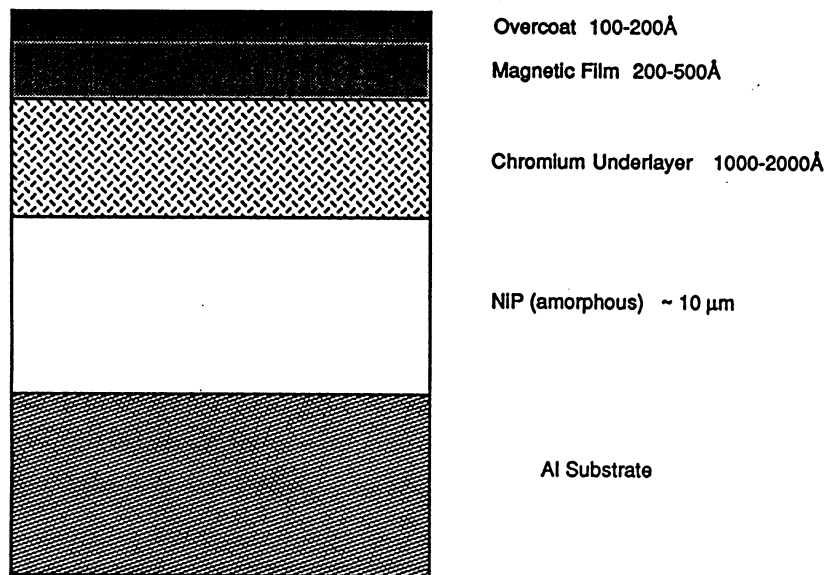 Overcoat 100-200Å
Magnetic Film 200-500Å
Chromium Underlayer 1000-2000Å
NiP (amorphous) ~ 10 μm
Al Substrate